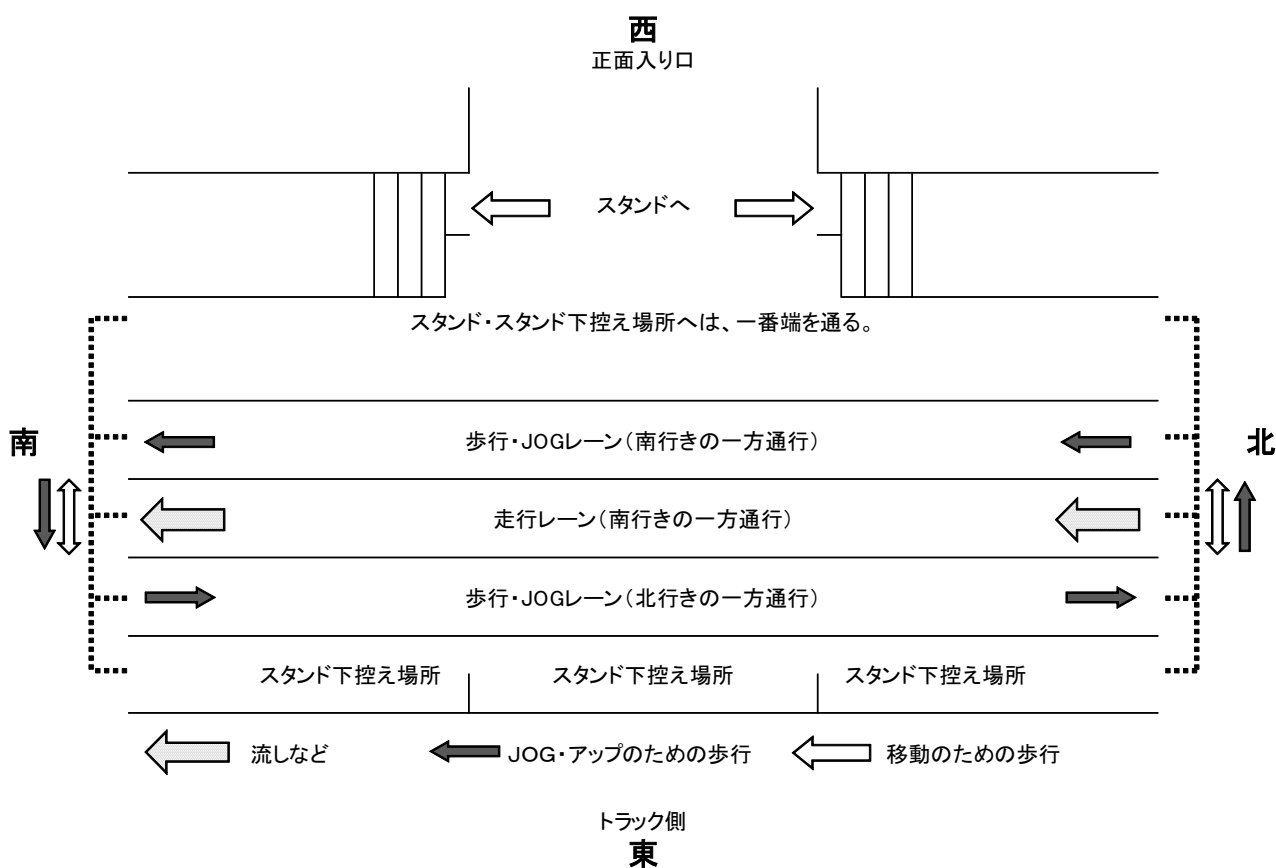 西
正面入り口
スタンドへ
スタンド・スタンド下控え場所へは、一番端を通る。
南
歩行・JOGレーン(南行きの一方通行)
北
走行レーン(南行きの一方通行)
歩行・JOGレーン(北行きの一方通行)
スタンド下控え場所
スタンド下控え場所
スタンド下控え場所
流しなど
JOG・アップのための歩行
移動のための歩行
トラック側
東